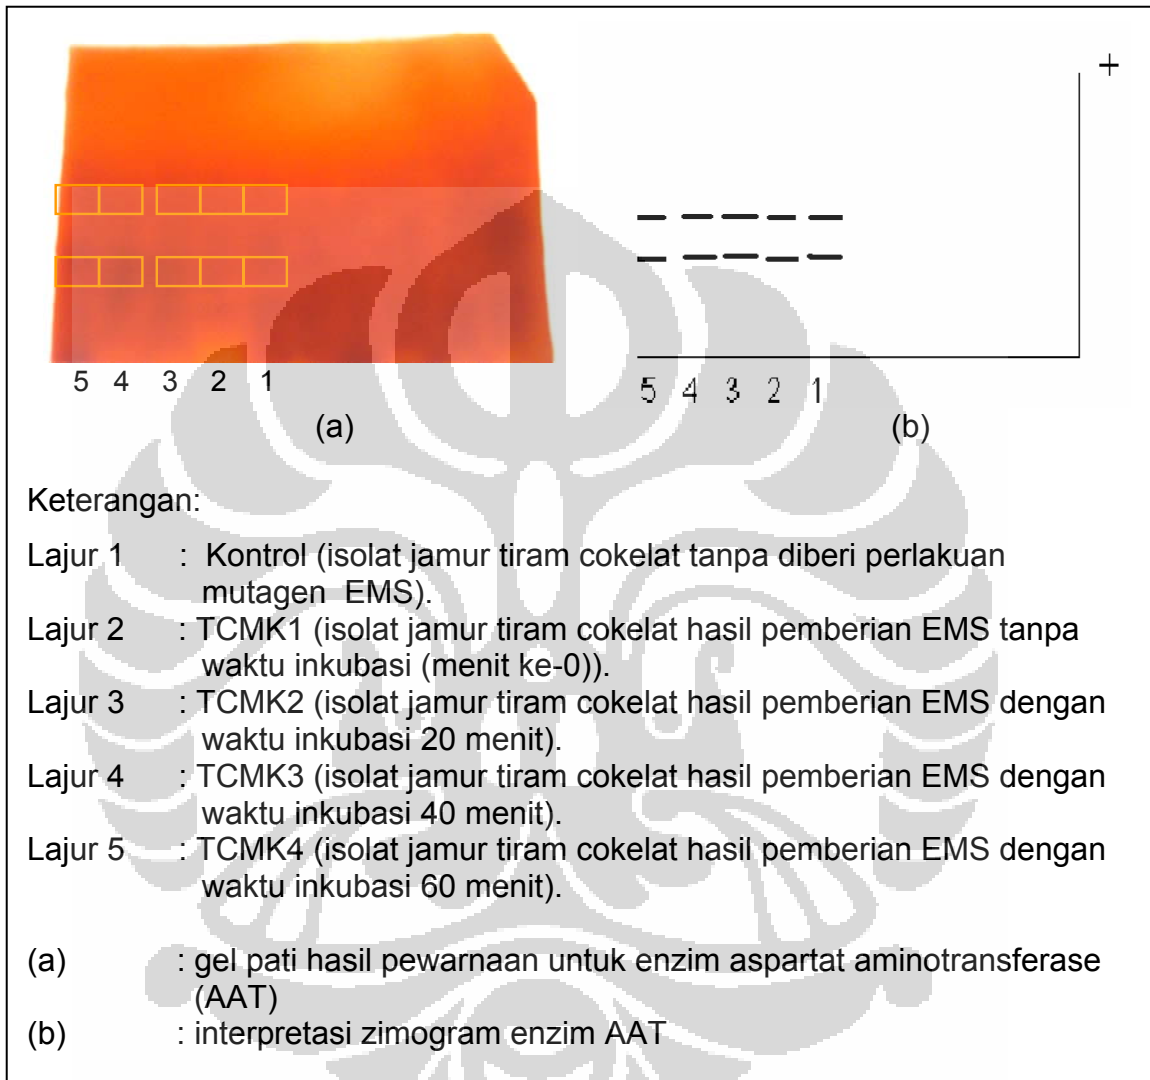 +
5 4 3 2 1
5 4 3 2 1
(a)
(b)
Keterangan:
Lajur 1 : Kontrol (isolat jamur tiram cokelat tanpa diberi perlakuan
mutagen EMS).
Lajur 2 : TCMK1 (isolat jamur tiram cokelat hasil pemberian EMS tanpa
waktu inkubasi (menit ke-0)).
Lajur 3 : TCMK2 (isolat jamur tiram cokelat hasil pemberian EMS dengan
waktu inkubasi 20 menit).
Lajur 4 : TCMK3 (isolat jamur tiram cokelat hasil pemberian EMS dengan
waktu inkubasi 40 menit).
Lajur 5 : TCMK4 (isolat jamur tiram cokelat hasil pemberian EMS dengan
waktu inkubasi 60 menit).
(a) : gel pati hasil pewarnaan untuk enzim aspartat aminotransferase
(AAT)
(b) : interpretasi zimogram enzim AAT